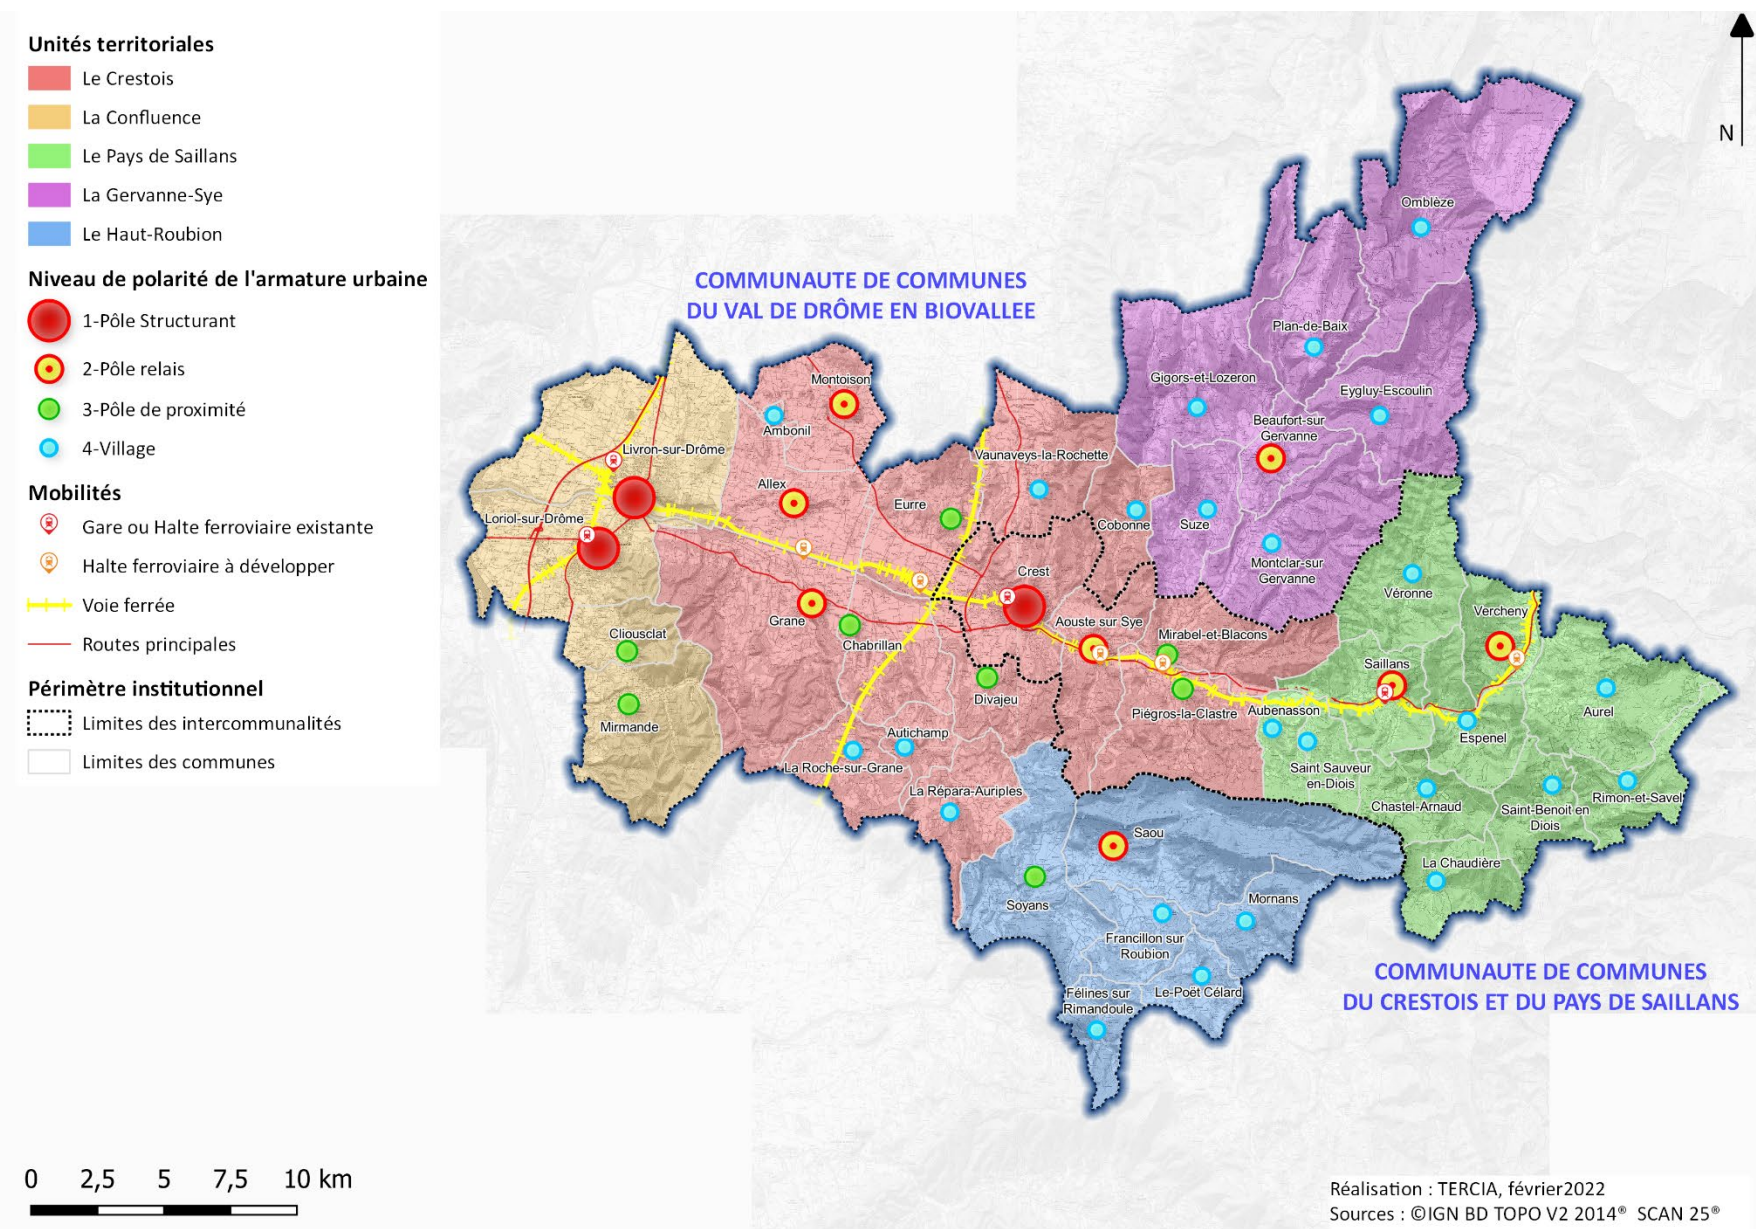 Unités territoriales
Le Crestois
La Confluence
Le Pays de Saillans
La Gervanne-Sye
Le Haut-Roubion
Niveau de polarité de l'armature urbaine
1-Pôle Structurant
2-Pôle relais
3-Pôle de proximité
4-Village
Mobilités
Gare ou Halte ferroviaire existante
Halte ferroviaire à développer
Voie ferrée
Routes principales
Périmètre institutionnel
Limites des intercommunalités
Limites des communes
N
COMMUNAUTE DE COMMUNES
DU VAL DE DRÔME EN BIOVALLEE
Omblèze
Plan-de-Baix
Gigors-et-Lozeron
Eygluy-Escoulin
Beaufort-sur
Gervanne
Montoison
Ambonil
Livron-sur-Drôme
Vaunaveys-la-Rochette
Allex
Eurre
Loriol-sur-Drôme
Cobonne
Suze
Montclar-sur
Gervanne
Crest
Véronne
Vercheny
Grane
Aouste sur Sye
Mirabel-et-Blacons
Cliousclat
Chabrillan
Saillans
Divajeu
Piégros-la-Clastre
Aubenasson
Aurel
Mirmande
Autichamp
Espenel
La Roche-sur-Grane
Saint Sauveur
en-Diois
La Répara-Auriples
Chastel-Arnaud
Saint-Benoit en
Diois
Rimon-et-Savel
Saou
La Chaudière
Soyans
Mornans
Francillon sur
Roubion
Félines sur
Rimandoule
Le-Poët Célard
COMMUNAUTE DE COMMUNES
DU CRESTOIS ET DU PAYS DE SAILLANS
0 2,5 5 7,5 10 km
Réalisation : TERCIA, février2022
Sources : ©IGN BD TOPO V2 2014® SCAN 25®